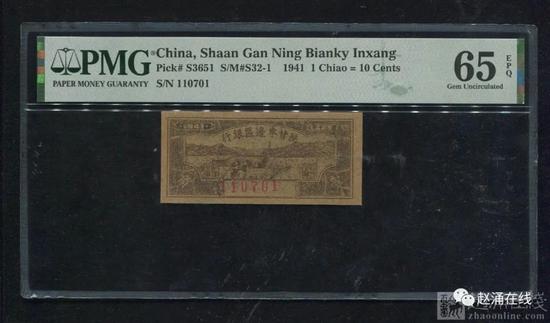 PMG
PAPER MONEY GUARANTY
China, Shaan Gan Ning Bianky Inxang
Pick# S3651 S/M#S32-1 1941 1 Chiao = 10 Cents
S/N 110701
65 EPQ
Gem Uncirculated
陝甘寧邊區銀行
110701
赵涌在线
zhaoonline.com